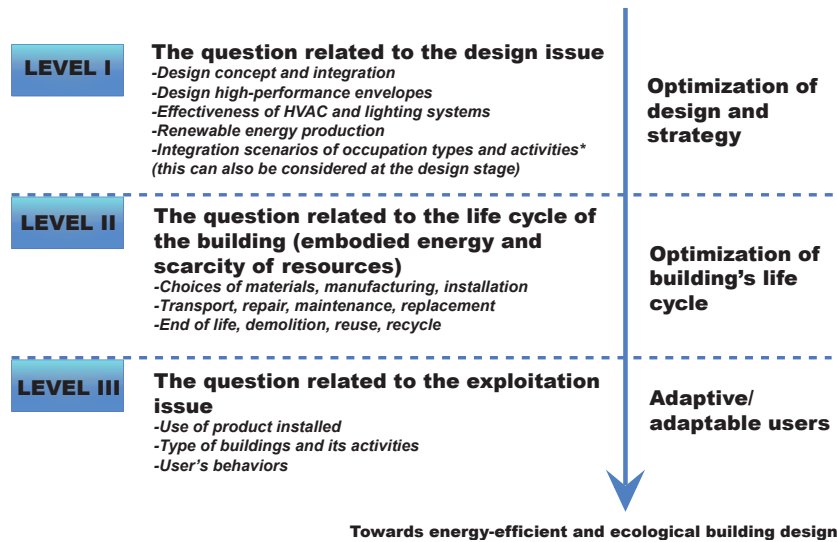 LEVEL I
The question related to the design issue
-Design concept and integration
-Design high-performance envelopes
-Effectiveness of HVAC and lighting systems
-Renewable energy production
-Integration scenarios of occupation types and activities*
(this can also be considered at the design stage)
Optimization of
design and
strategy
LEVEL II
The question related to the life cycle of
the building (embodied energy and
scarcity of resources)
-Choices of materials, manufacturing, installation
-Transport, repair, maintenance, replacement
-End of life, demolition, reuse, recycle
Optimization of
building’s life
cycle
LEVEL III
The question related to the exploitation
issue
-Use of product installed
-Type of buildings and its activities
-User’s behaviors
Adaptive/
adaptable users
Towards energy-efficient and ecological building design